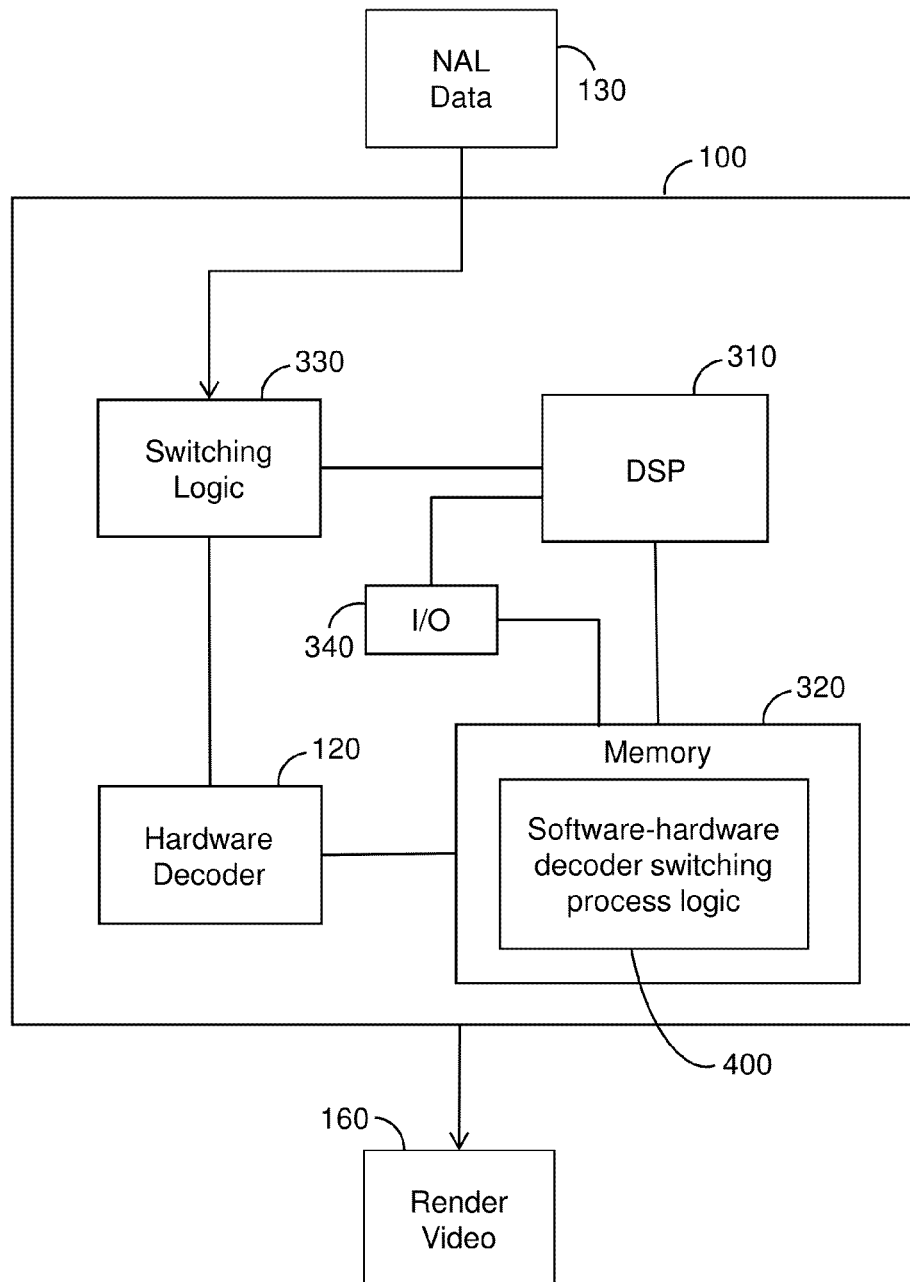 NAL
Data
130
100
330
310
Switching
Logic
DSP
I/O
340
320
120
Memory
Hardware
Decoder
Software-hardware
decoder switching
process logic
400
160
Render
Video